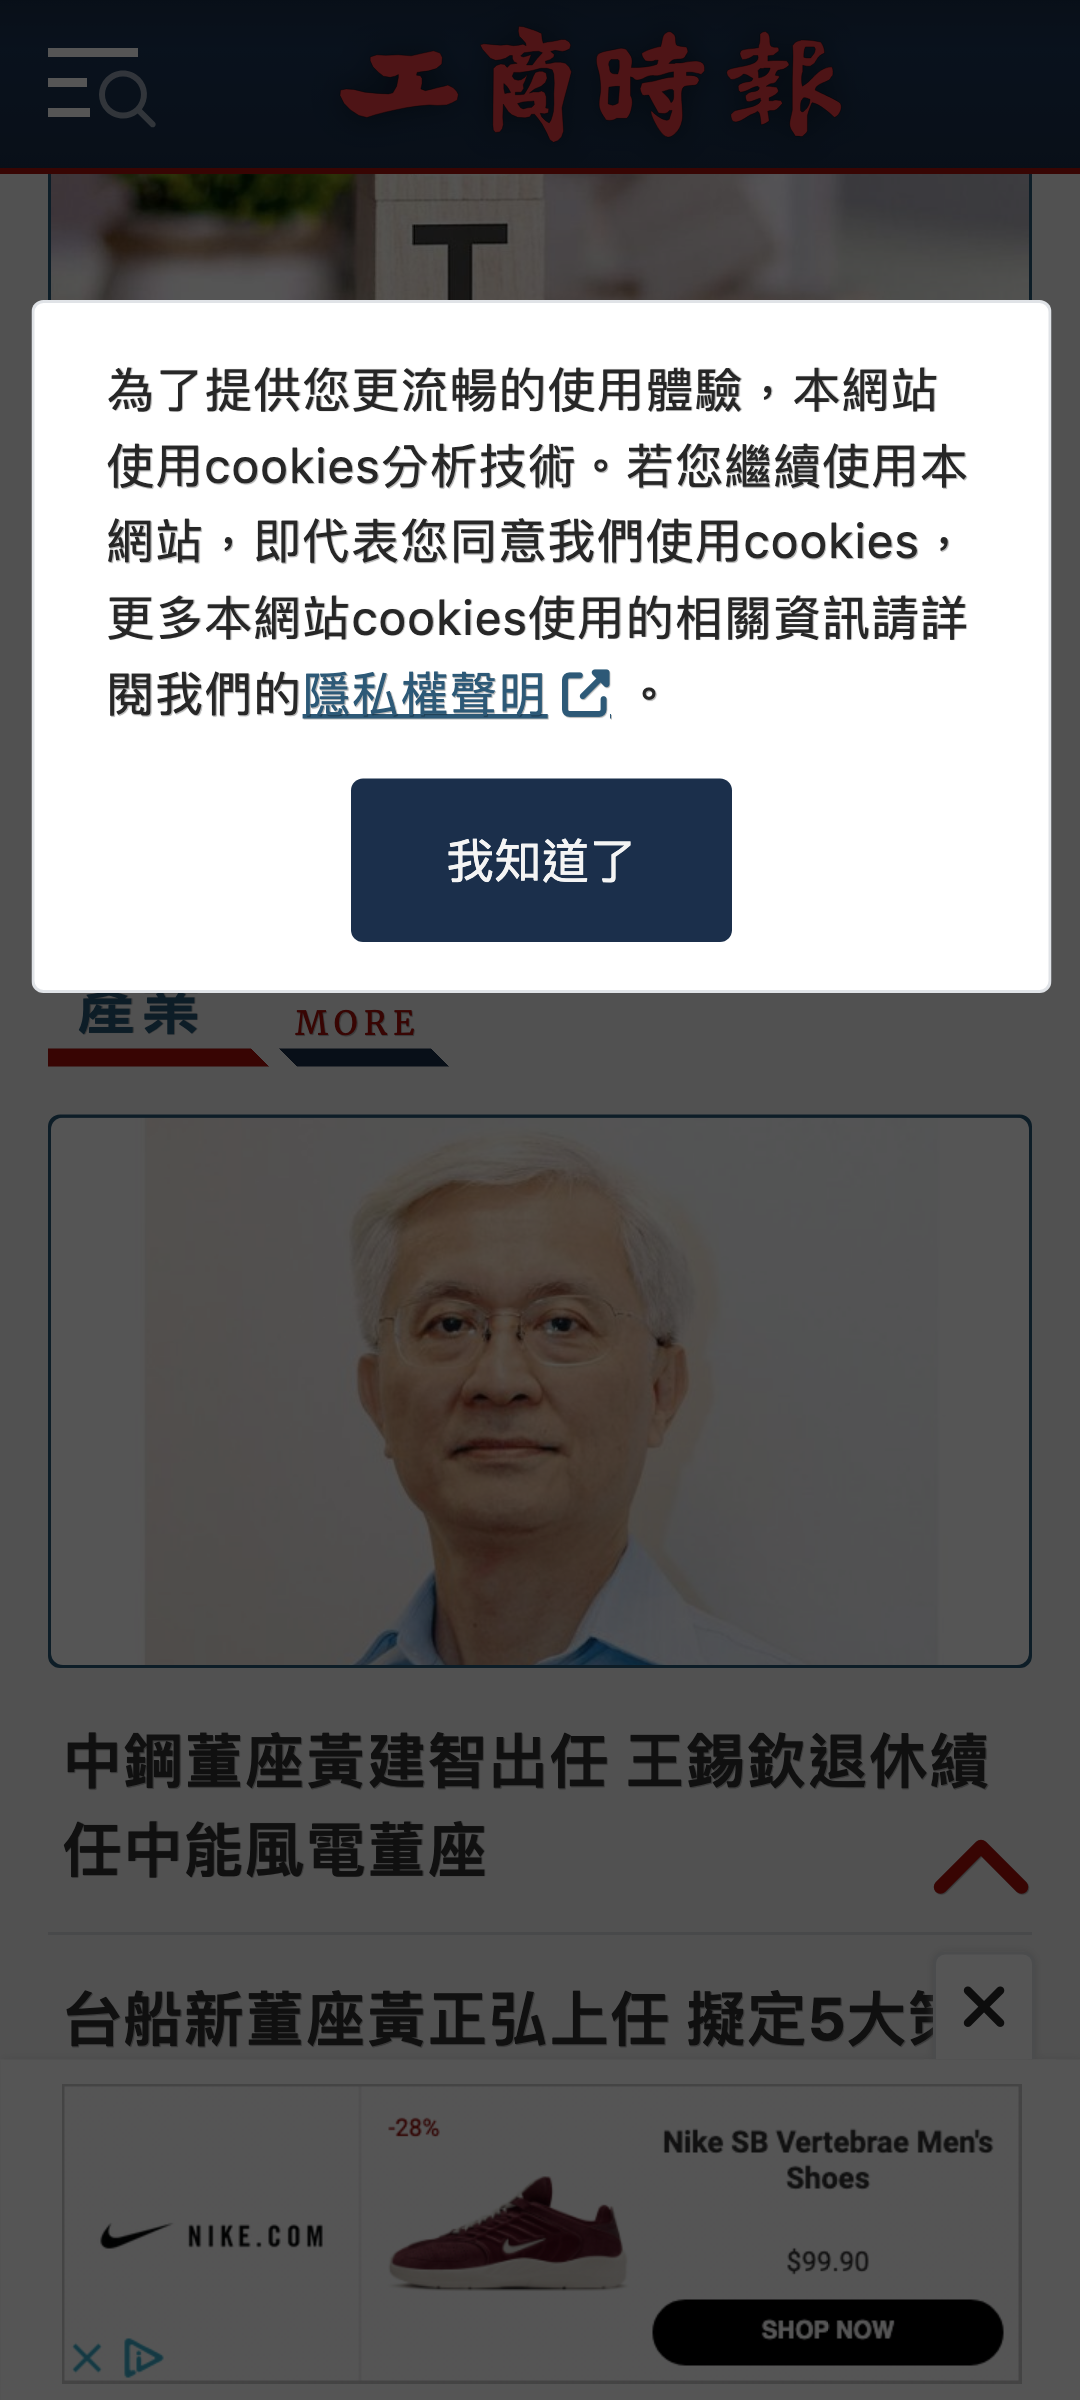 工商時報
T
為了提供您更流暢的使用體驗，本網站
使用cookies分析技術。若您繼續使用本
網站，即代表您同意我們使用cookies，
更多本網站cookies使用的相關資訊請詳
閱我們的隱私權聲明。
我知道了
產業
MORE
中鋼董座黃建智出任 王錫欽退休續
任中能風電董座
台船新董座黃正弘上任 擬定5大策
-28%
Nike SB Vertebrae Men's
Shoes
NIKE.COM
$99.90
SHOP NOW